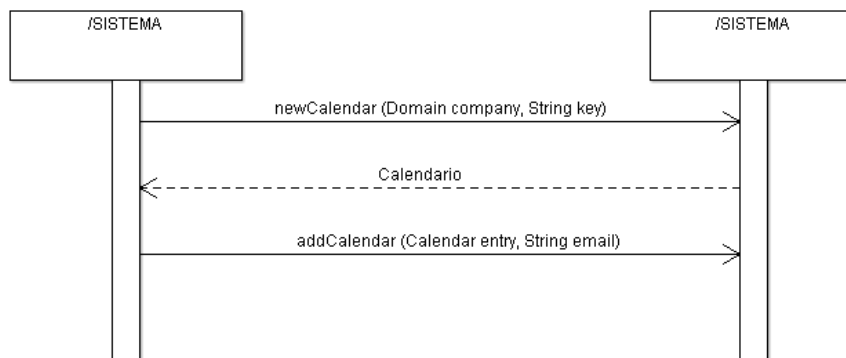 /SISTEMA
/SISTEMA
newCalendar (Domain company, String key)
Calendario
addCalendar (Calendar entry, String email)